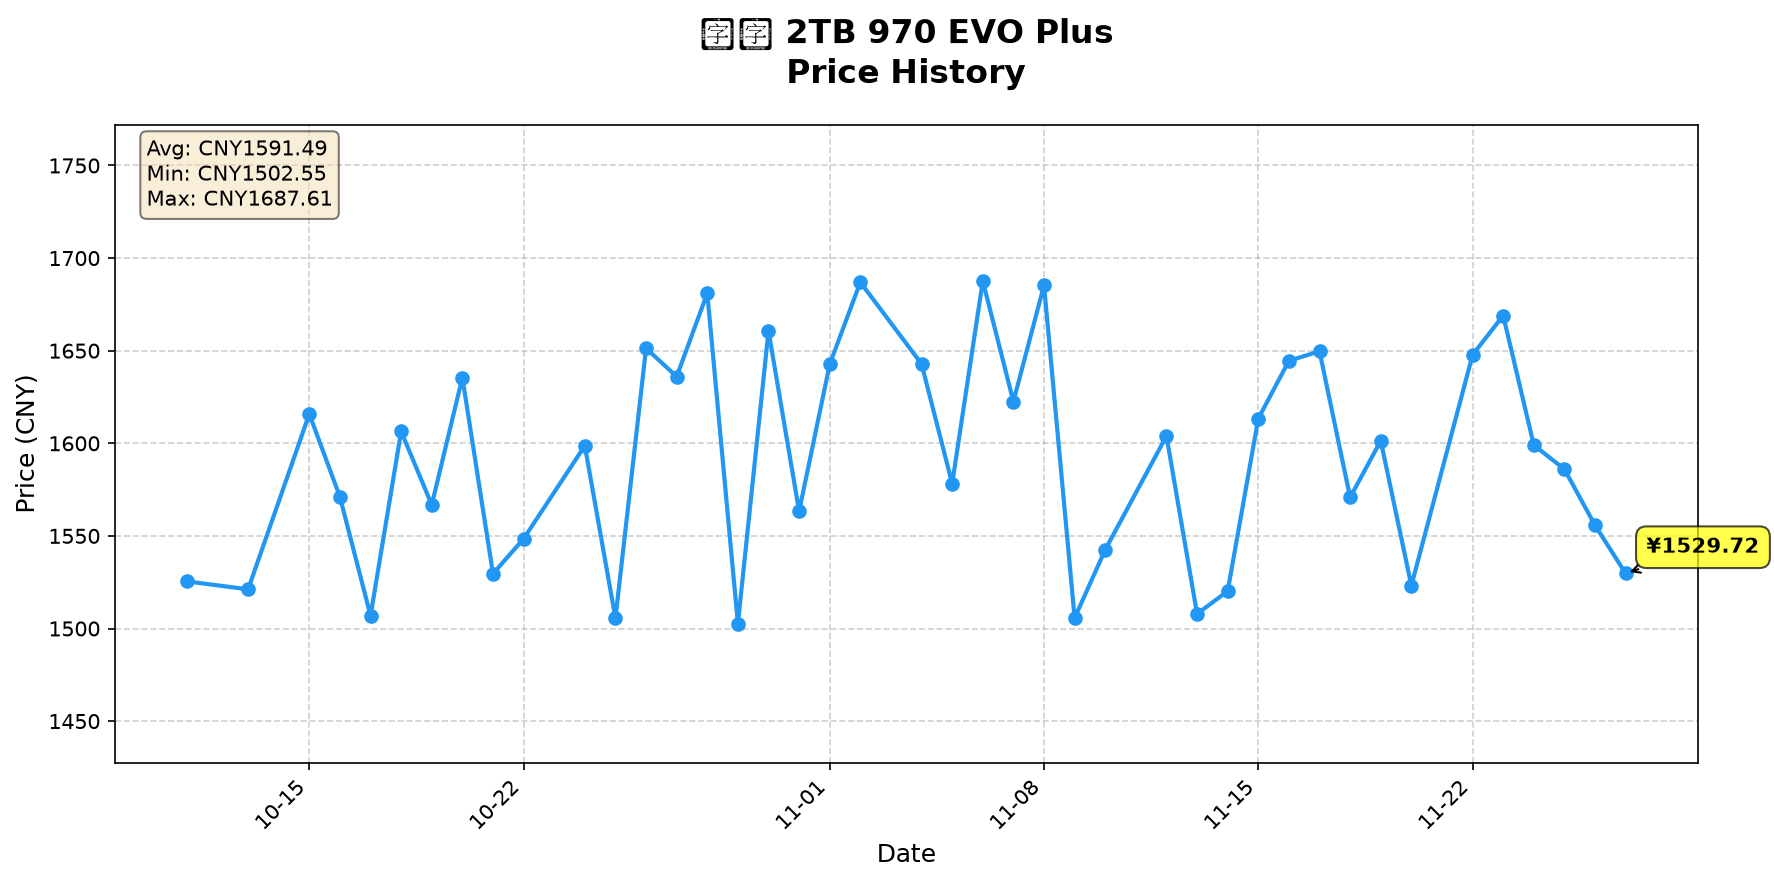 2TB 970 EVO Plus
Price History
Avg: CNY1591.49
Min: CNY1502.55
Max: CNY1687.61
Price (CNY)
1750
1700
1650
1600
1550
1500
1450
¥1529.72
10-15
10-22
11-01
11-08
11-15
11-22
Date